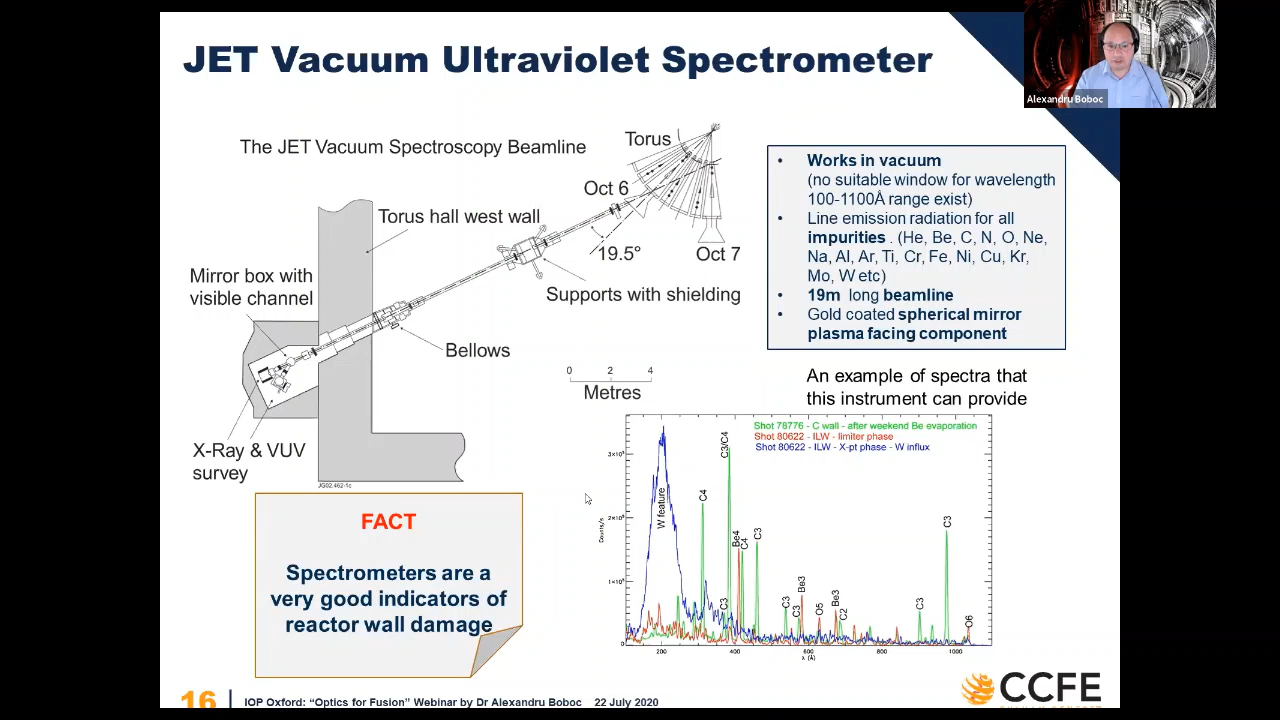 JET Vacuum Ultraviolet Spectrometer
Alexandru Boboc
The JET Vacuum Spectroscopy Beamline
Torus
Oct 6
Torus hall west wall
19.5°
Oct 7
Mirror box with
visible channel
Supports with shielding
Bellows
0 2 4
Metres
X-Ray & VUV
survey
JG02.462-1c
• Works in vacuum
(no suitable window for wavelength
100-1100Å range exist)
• Line emission radiation for all
impurities . (He, Be, C, N, O, Ne,
Na, Al, Ar, Ti, Cr, Fe, Ni, Cu, Kr,
Mo, W etc)
• 19m long beamline
• Gold coated spherical mirror
plasma facing component
An example of spectra that
this instrument can provide
Shot 78776 - C wall - after weekend Be evaporation
Shot 80622 - ILW - limiter phase
Shot 80622 - ILW - X-pt phase - W influx
Counts/s
0
W feature
C4
C3/C4
C3
Be4
C4
C3
C3
C3
Be3
O5
Be3
C2
C3
C3
O6
200 400 600 800 1000
λ (Å)
FACT
Spectrometers are a
very good indicators of
reactor wall damage
16
IOP Oxford: “Optics for Fusion” Webinar by Dr Alexandru Boboc 22 July 2020
CCFE